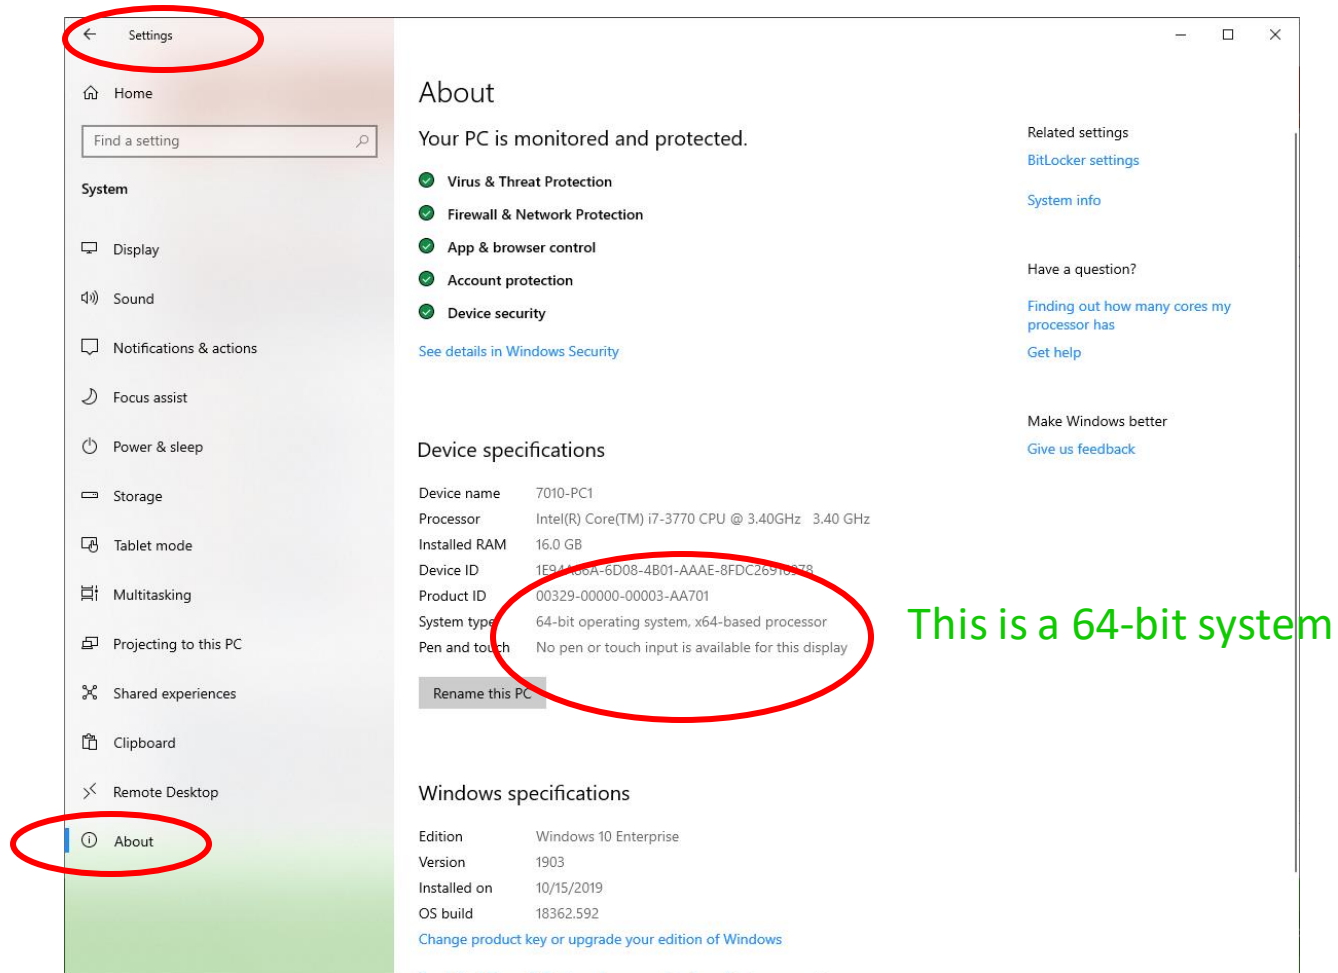 Settings
Home
Find a setting
System
Display
Sound
Notifications & actions
Focus assist
Power & sleep
Storage
Tablet mode
Multitasking
Projecting to this PC
Shared experiences
Clipboard
Remote Desktop
About
About
Your PC is monitored and protected.
Virus & Threat Protection
Firewall & Network Protection
App & browser control
Account protection
Device security
See details in Windows Security
Device specifications
Device name 7010-PC1
Processor Intel(R) Core(TM) i7-3770 CPU @ 3.40GHz 3.40 GHz
Installed RAM 16.0 GB
Device ID
Product ID 00329-00000-00003-AA701
System type 64-bit operating system, x64-based processor
Pen and touch No pen or touch input is available for this display
Rename this PC
Windows specifications
Edition Windows 10 Enterprise
Version 1903
Installed on 10/15/2019
OS build 18362.592
Change product key or upgrade your edition of Windows
Related settings
BitLocker settings
System info
Have a question?
Finding out how many cores my
processor has
Get help
Make Windows better
Give us feedback
This is a 64-bit system